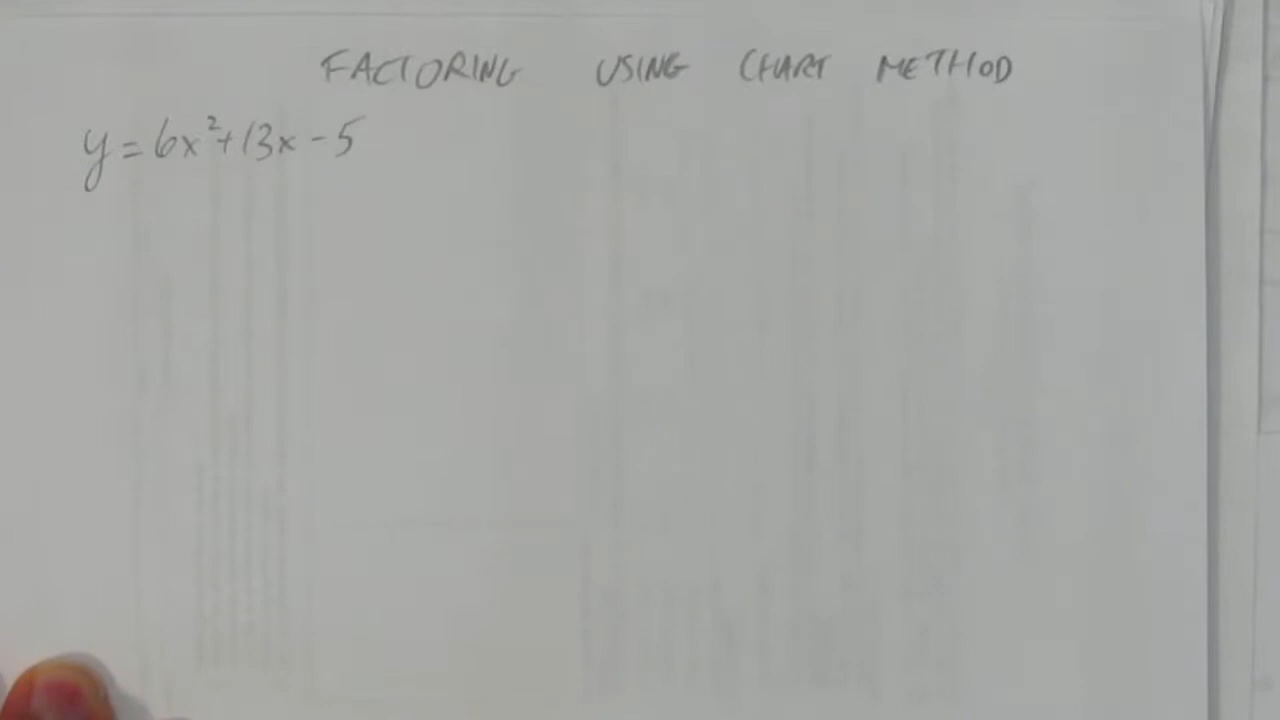 FACTORING USING CHART METHOD
y = 6x² + 13x - 5